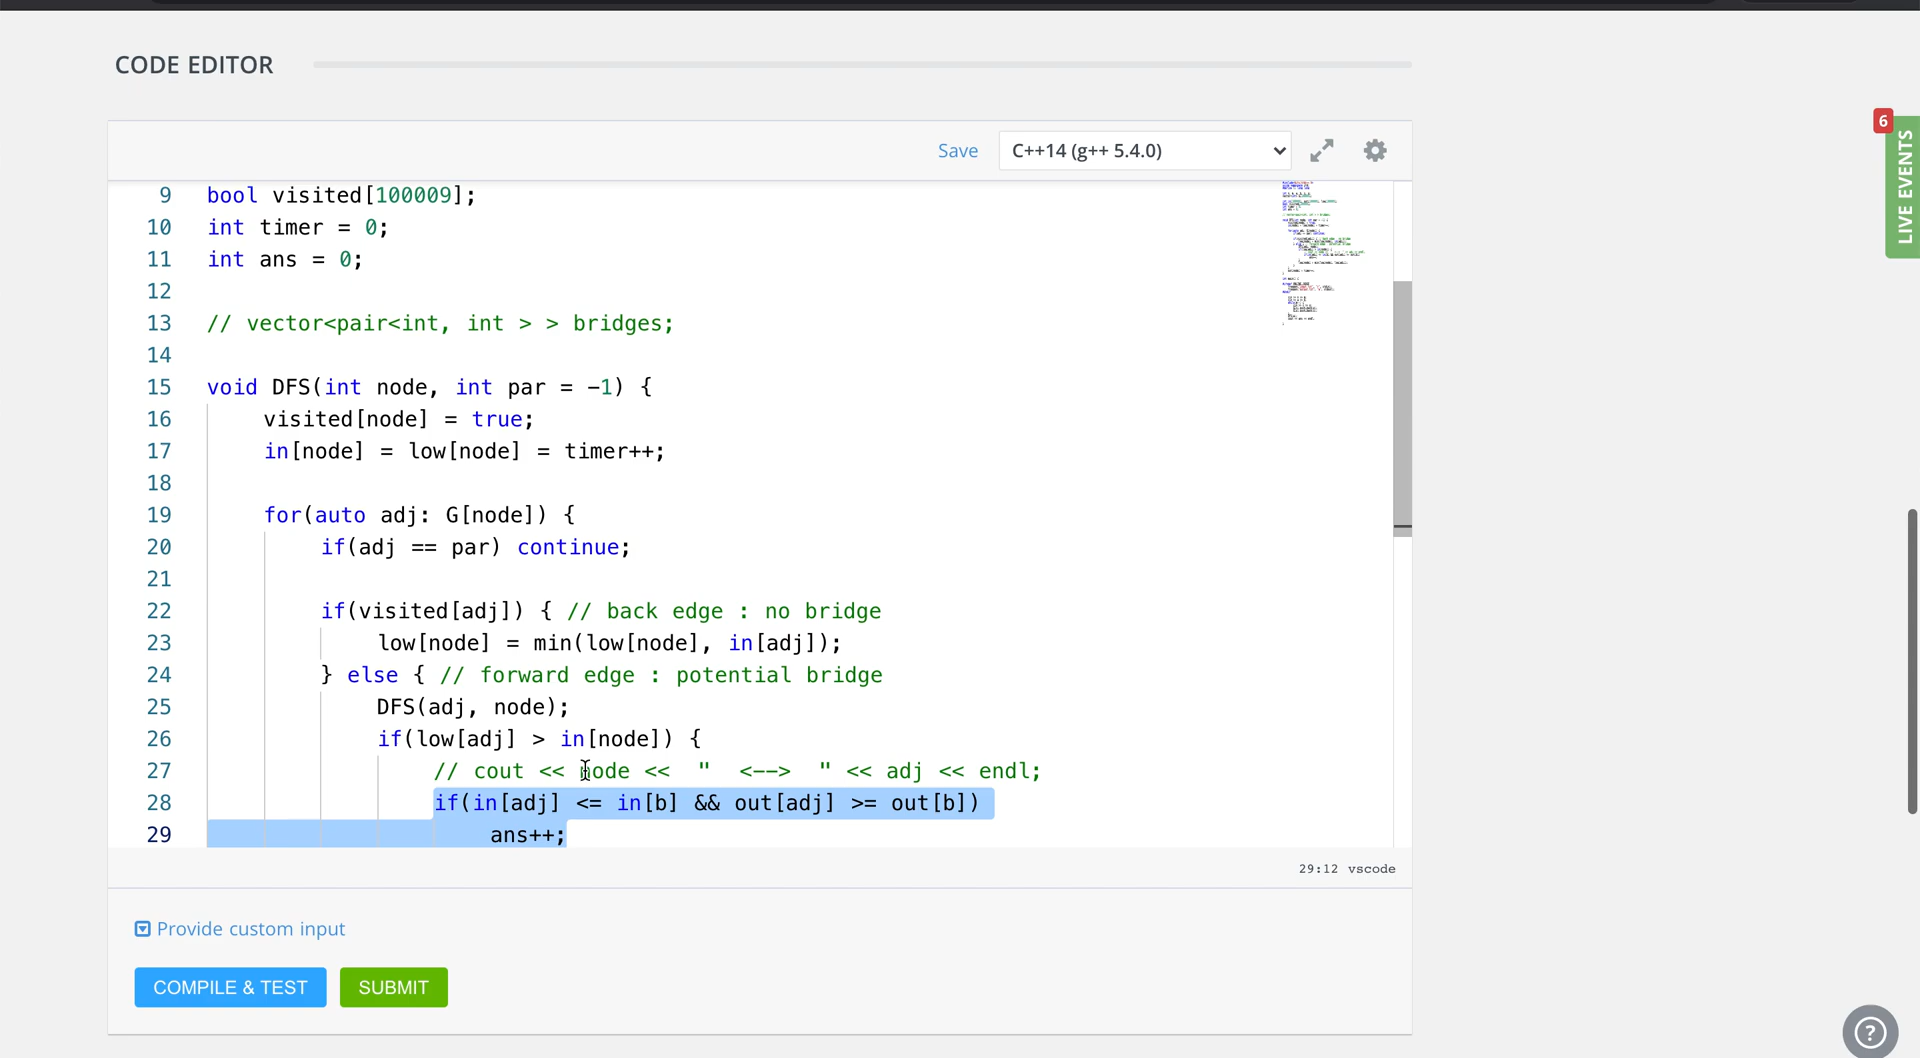 CODE EDITOR
Save
C++14 (g++ 5.4.0)
6
LIVE EVENTS
9 bool visited[100009];
10 int timer = 0;
11 int ans = 0;
12
13 // vector<pair<int, int > > bridges;
14
15 void DFS(int node, int par = -1) {
16 visited[node] = true;
17 in[node] = low[node] = timer++;
18
19 for(auto adj: G[node]) {
20 if(adj == par) continue;
21
22 if(visited[adj]) { // back edge : no bridge
23 low[node] = min(low[node], in[adj]);
24 } else { // forward edge : potential bridge
25 DFS(adj, node);
26 if(low[adj] > in[node]) {
27 // cout << node << " <--> " << adj << endl;
28 if(in[adj] <= in[b] && out[adj] >= out[b])
29 ans++;
29:12 vscode
Provide custom input
COMPILE & TEST
SUBMIT
?